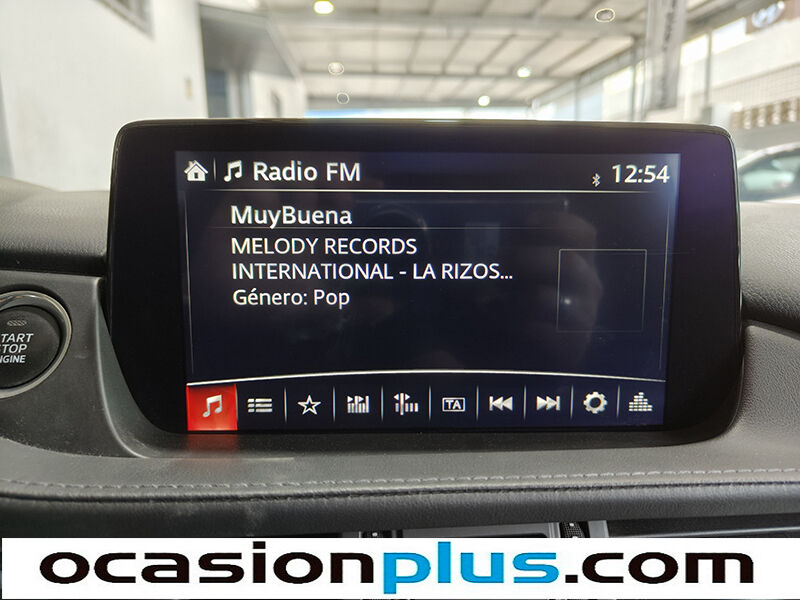 Radio FM
12:54
MuyBuena
MELODY RECORDS
INTERNATIONAL - LA RIZOS...
Género: Pop
START
STOP
ENGINE
TA
ocasionplus.com